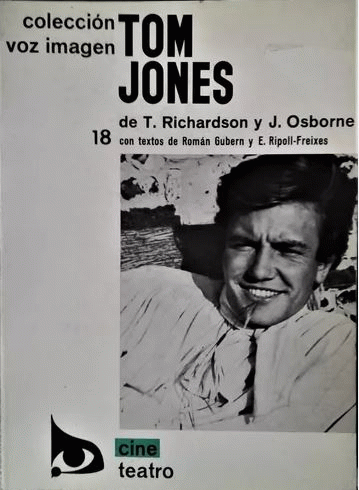 colección
voz imagen
TOM
JONES
de T. Richardson y J. Osborne
18
con textos de Román Gubern y E. Ripoll-Freixes
cine
teatro